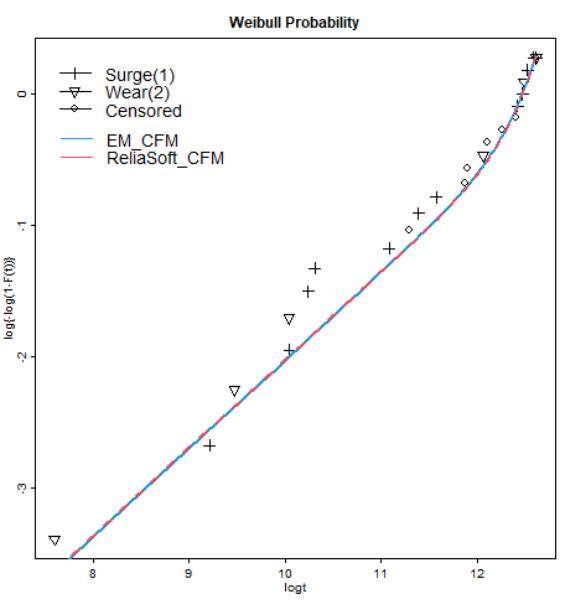 Weibull Probability
Surge(1)
Wear(2)
Censored
EM_CFM
ReliaSoft_CFM
log{-log(1-F(t))}
0
-1
-2
-3
8 9 10 11 12
logt